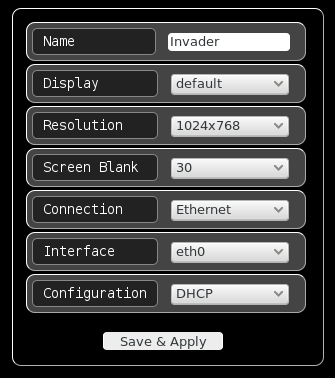 Name Invader
Display default
Resolution 1024x768
Screen Blank 30
Connection Ethernet
Interface eth0
Configuration DHCP
Save & Apply